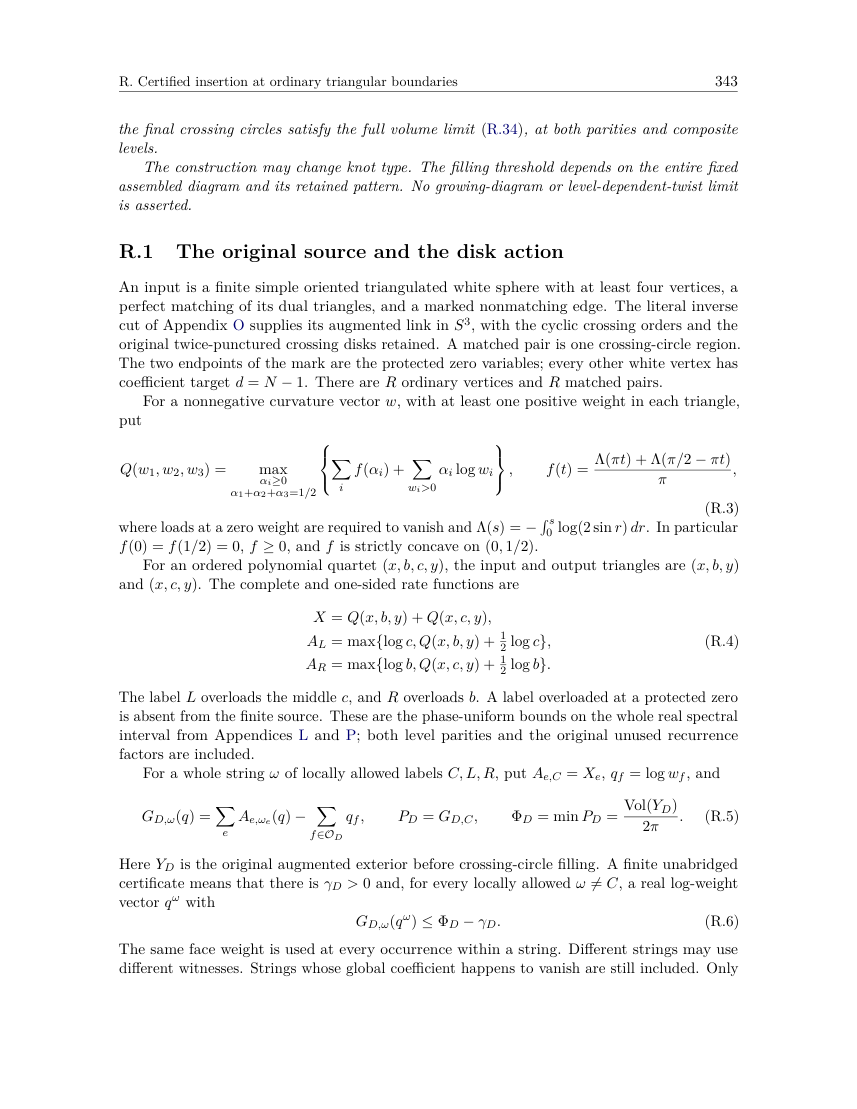 R. Certified insertion at ordinary triangular boundaries 343
the final crossing circles satisfy the full volume limit (R.34), at both parities and composite
levels.
The construction may change knot type. The filling threshold depends on the entire fixed
assembled diagram and its retained pattern. No growing-diagram or level-dependent-twist limit
is asserted.
R.1 The original source and the disk action
An input is a finite simple oriented triangulated white sphere with at least four vertices, a
perfect matching of its dual triangles, and a marked nonmatching edge. The literal inverse
cut of Appendix O supplies its augmented link in S³, with the cyclic crossing orders and the
original twice-punctured crossing disks retained. A matched pair is one crossing-circle region.
The two endpoints of the mark are the protected zero variables; every other white vertex has
coefficient target d = N − 1. There are R ordinary vertices and R matched pairs.
For a nonnegative curvature vector w, with at least one positive weight in each triangle,
put
Q(w₁, w₂, w₃) = max_{αᵢ≥0, α₁+α₂+α₃=1/2} { ∑ᵢ f(αᵢ) + ∑_{wᵢ>0} αᵢ log wᵢ }, f(t) = (Λ(πt) + Λ(π/2 − πt))/π,
(R.3)
where loads at a zero weight are required to vanish and Λ(s) = − ∫₀ˢ log(2 sin r) dr. In particular
f(0) = f(1/2) = 0, f ≥ 0, and f is strictly concave on (0, 1/2).
For an ordered polynomial quartet (x, b, c, y), the input and output triangles are (x, b, y)
and (x, c, y). The complete and one-sided rate functions are
X = Q(x, b, y) + Q(x, c, y),
A_L = max{log c, Q(x, b, y) + ½ log c}, (R.4)
A_R = max{log b, Q(x, c, y) + ½ log b}.
The label L overloads the middle c, and R overloads b. A label overloaded at a protected zero
is absent from the finite source. These are the phase-uniform bounds on the whole real spectral
interval from Appendices L and P; both level parities and the original unused recurrence
factors are included.
For a whole string ω of locally allowed labels C, L, R, put A_{e,C} = X_e, q_f = log w_f, and
G_{D,ω}(q) = ∑_e A_{e,ω_e}(q) − ∑_{f∈𝒪_D} q_f, P_D = G_{D,C}, Φ_D = min P_D = Vol(Y_D)/2π. (R.5)
Here Y_D is the original augmented exterior before crossing-circle filling. A finite unabridged
certificate means that there is γ_D > 0 and, for every locally allowed ω ≠ C, a real log-weight
vector q^ω with
G_{D,ω}(q^ω) ≤ Φ_D − γ_D. (R.6)
The same face weight is used at every occurrence within a string. Different strings may use
different witnesses. Strings whose global coefficient happens to vanish are still included. Only